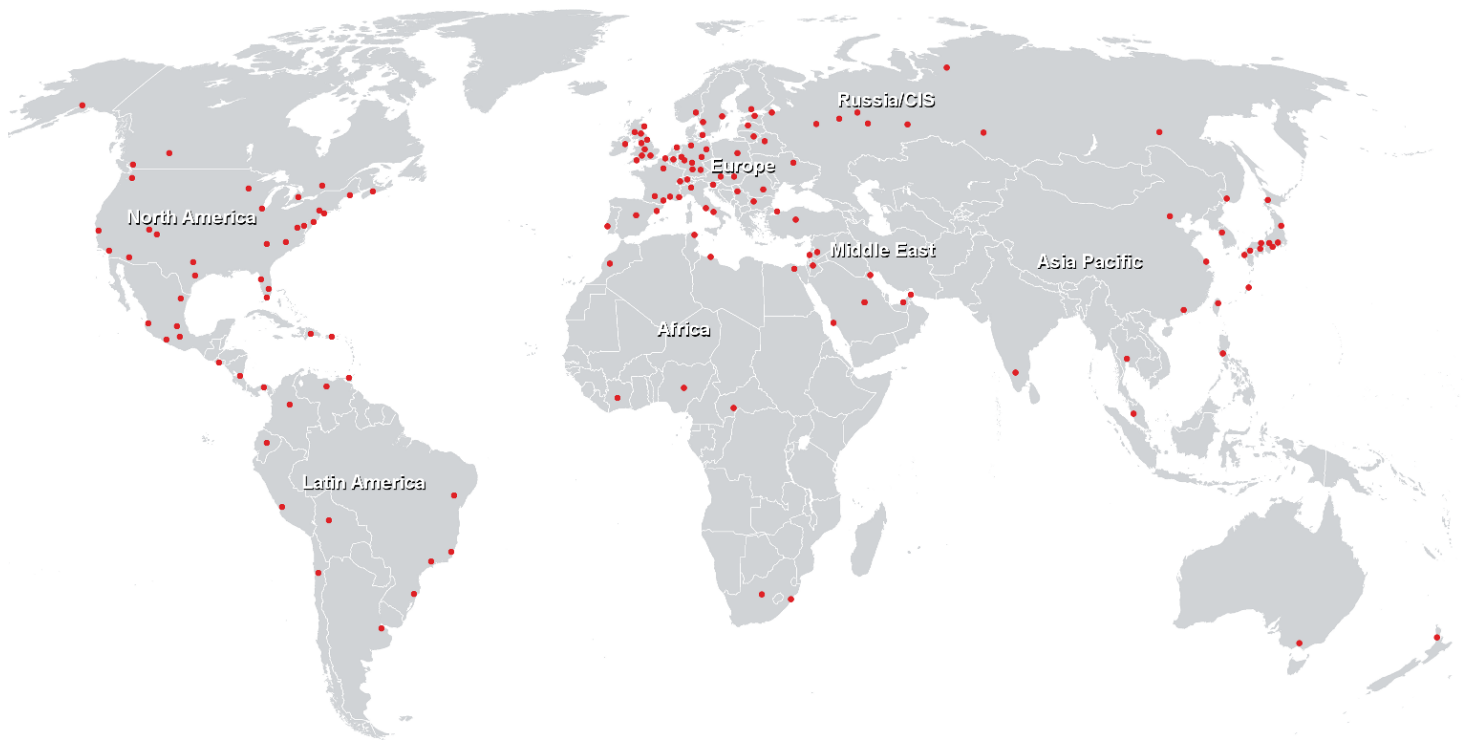 Russia/CIS
Europe
North America
Middle East
Asia Pacific
Africa
Latin America